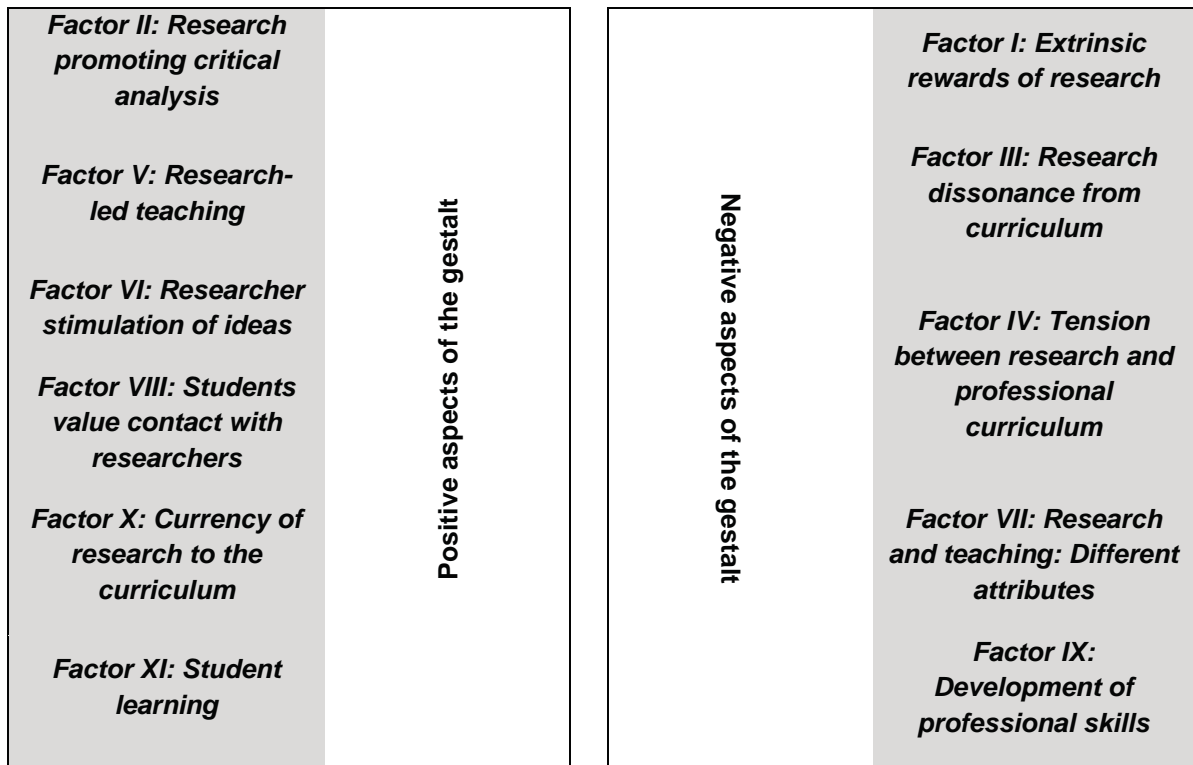 Factor II: Research
promoting critical
analysis
Factor V: Research-
led teaching
Factor VI: Researcher
stimulation of ideas
Factor VIII: Students
value contact with
researchers
Factor X: Currency of
research to the
curriculum
Factor XI: Student
learning
Positive aspects of the gestalt
Negative aspects of the gestalt
Factor I: Extrinsic
rewards of research
Factor III: Research
dissonance from
curriculum
Factor IV: Tension
between research and
professional
curriculum
Factor VII: Research
and teaching: Different
attributes
Factor IX:
Development of
professional skills